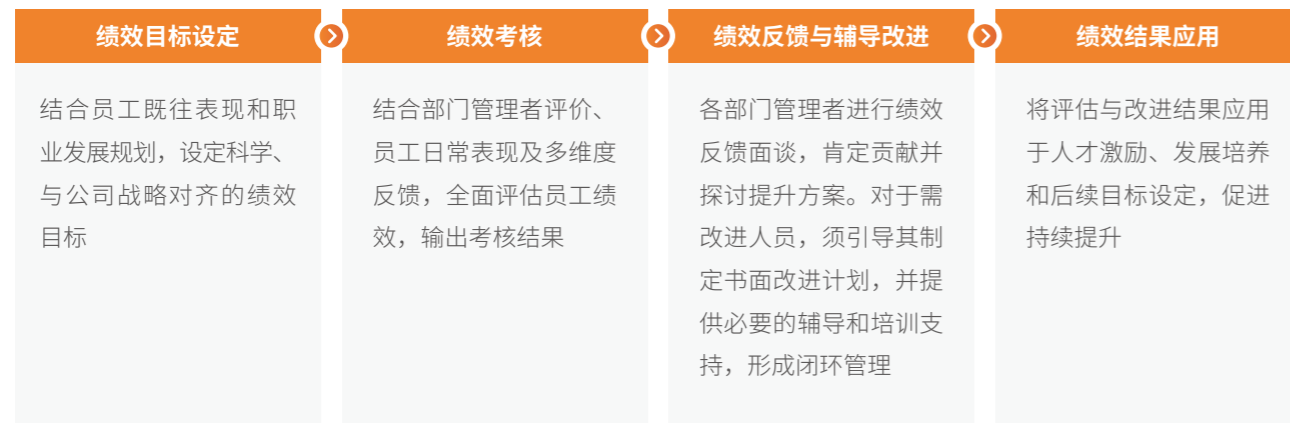 绩效目标设定
结合员工既往表现和职
业发展规划，设定科学、
与公司战略对齐的绩效
目标
绩效考核
结合部门管理者评价、
员工日常表现及多维度
反馈，全面评估员工绩
效，输出考核结果
绩效反馈与辅导改进
各部门管理者进行绩效
反馈面谈，肯定贡献并
探讨提升方案。对于需
改进人员，须引导其制
定书面改进计划，并提
供必要的辅导和培训支
持，形成闭环管理
绩效结果应用
将评估与改进结果应用
于人才激励、发展培养
和后续目标设定，促进
持续提升